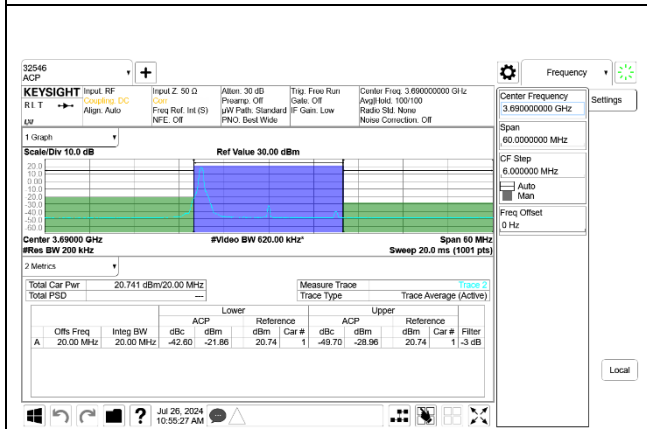 32546
ACP
Frequency
KEYSIGHT
RLT
Input: RF
Coupling: DC
Align: Auto
Input Z: 50 Ω
Corr
Freq Ref: Int (S)
NFE: Off
Atten: 30 dB
Preamp: Off
µW Path: Standard
PNO: Best Wide
Trig: Free Run
Gate: Off
IF Gain: Low
Center Freq: 3.690000000 GHz
Avg|Hold: 100/100
Radio Std: None
Noise Correction: Off
Center Frequency
3.690000000 GHz
Settings
Span
60.0000000 MHz
CF Step
6.000000 MHz
Auto
Man
Freq Offset
0 Hz
1 Graph
Scale/Div 10.0 dB
Ref Value 30.00 dBm
20.0
10.0
0.00
-10.0
-20.0
-30.0
-40.0
-50.0
-60.0
Center 3.69000 GHz
#Video BW 620.00 kHz*
Span 60 MHz
#Res BW 200 kHz
Sweep 20.0 ms (1001 pts)
2 Metrics
Total Car Pwr 20.741 dBm/20.00 MHz
Total PSD ---
Measure Trace Trace 2
Trace Type Trace Average (Active)
Lower Upper
ACP Reference ACP Reference
Offs Freq Integ BW dBc dBm dBm Car # dBc dBm dBm Car # Filter
A 20.00 MHz 20.00 MHz -42.60 -21.86 20.74 1 -49.70 -28.96 20.74 1 -3 dB
Local
?
Jul 26, 2024
10:55:27 AM